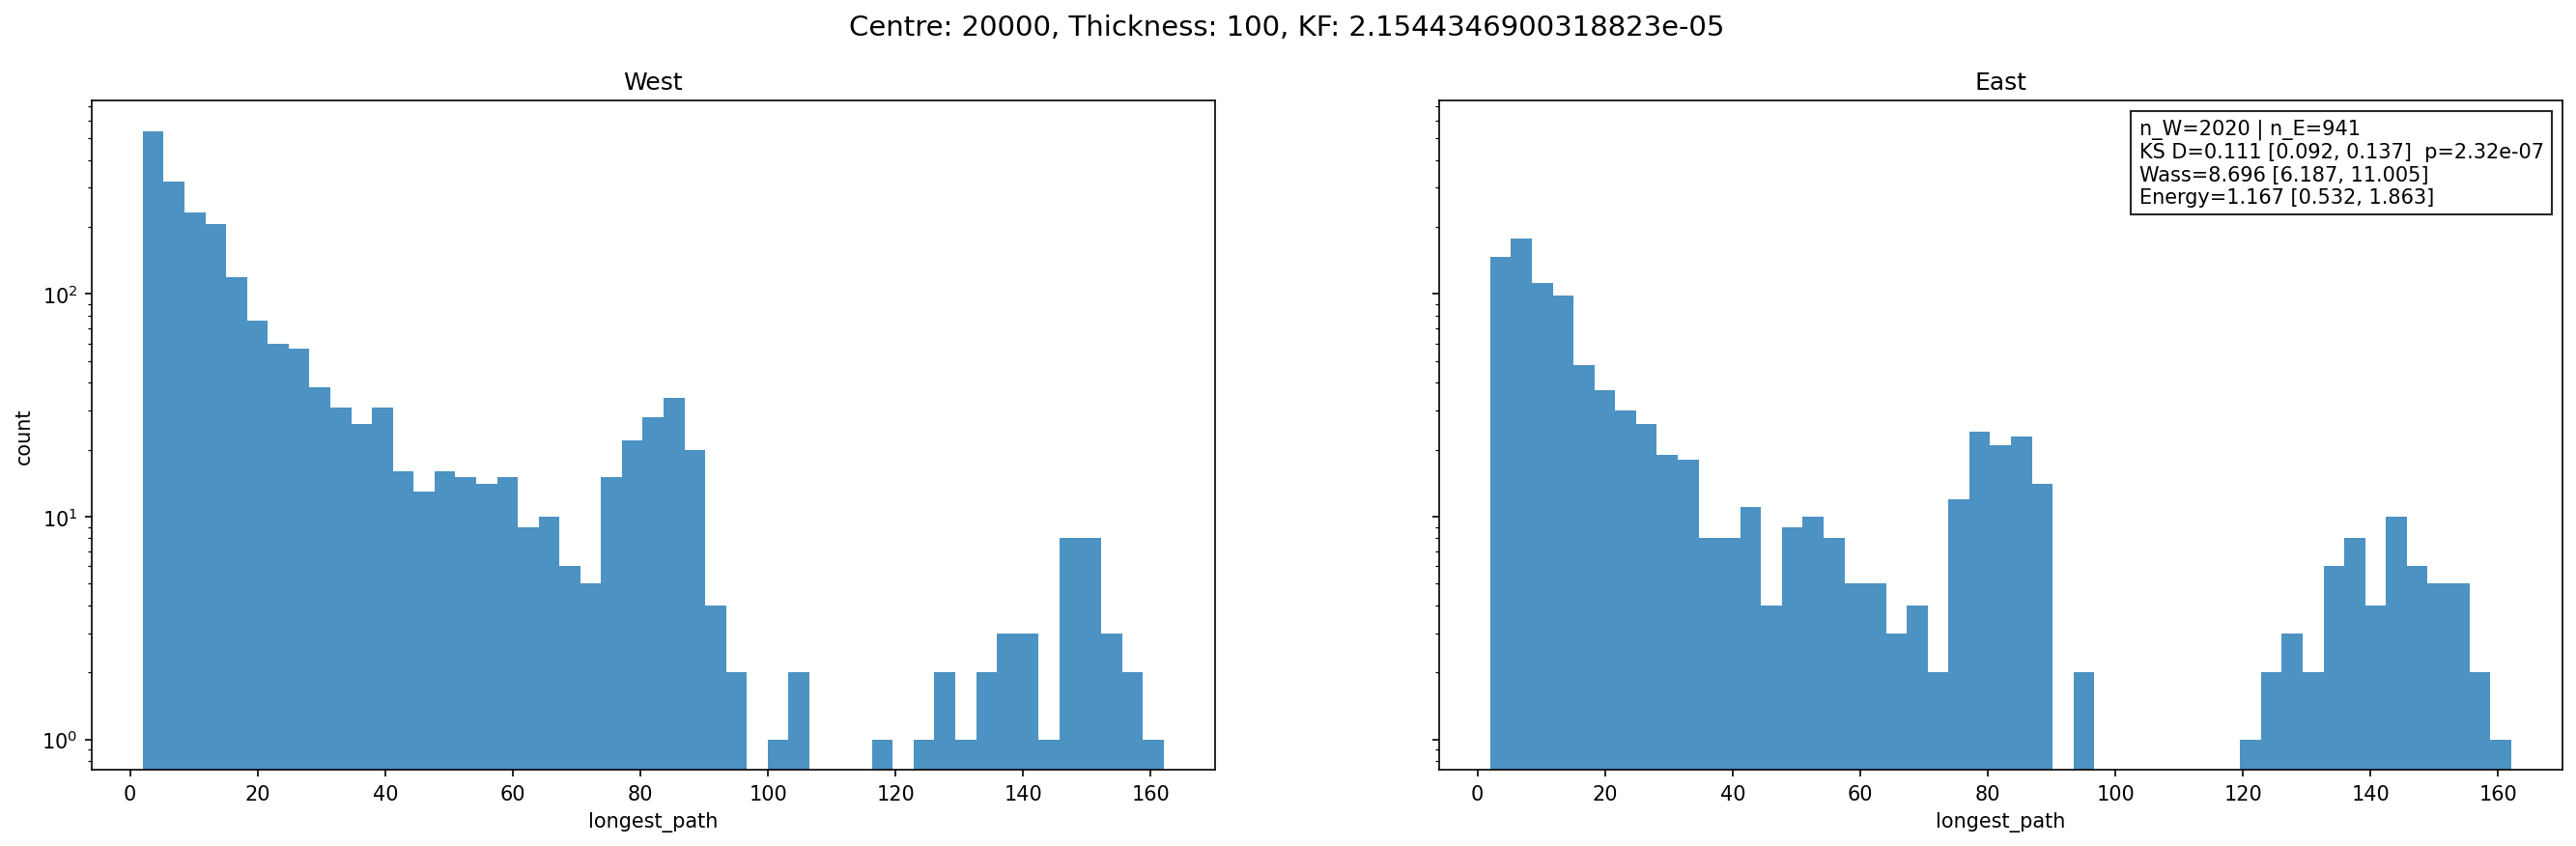 Centre: 20000, Thickness: 100, KF: 2.1544346900318823e-05
West
East
n_W=2020 | n_E=941
KS D=0.111 [0.092, 0.137]  p=2.32e-07
Wass=8.696 [6.187, 11.005]
Energy=1.167 [0.532, 1.863]
count
10²
10¹
10⁰
0 20 40 60 80 100 120 140 160
longest_path
0 20 40 60 80 100 120 140 160
longest_path